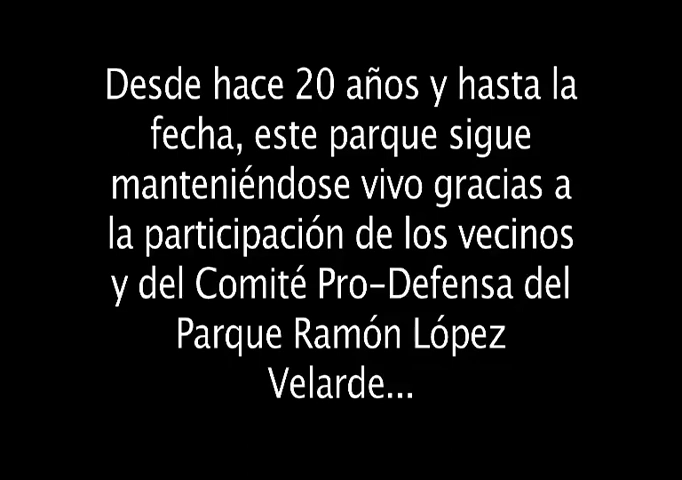 Desde hace 20 años y hasta la
fecha, este parque sigue
manteniéndose vivo gracias a
la participación de los vecinos
y del Comité Pro-Defensa del
Parque Ramón López
Velarde...